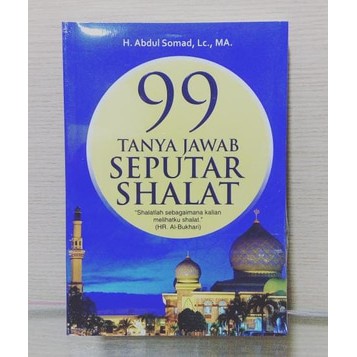 H. Abdul Somad, Lc., MA.
99
TANYA JAWAB
SEPUTAR
SHALAT
"Shalatlah sebagaimana kalian
melihatku shalat."
(HR. Al-Bukhari)